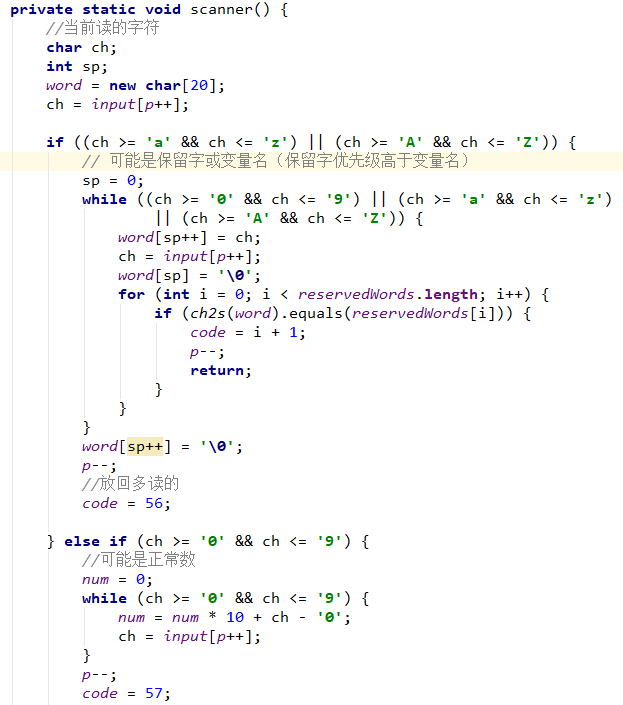 private static void scanner() {
//当前读的字符
char ch;
int sp;
word = new char[20];
ch = input[p++];
if ((ch >= 'a' && ch <= 'z') || (ch >= 'A' && ch <= 'Z')) {
// 可能是保留字或变量名（保留字优先级高于变量名）
sp = 0;
while ((ch >= '0' && ch <= '9') || (ch >= 'a' && ch <= 'z')
|| (ch >= 'A' && ch <= 'Z')) {
word[sp++] = ch;
ch = input[p++];
word[sp] = '\0';
for (int i = 0; i < reservedWords.length; i++) {
if (ch2s(word).equals(reservedWords[i])) {
code = i + 1;
p--;
return;
}
}
}
word[sp++] = '\0';
p--;
//放回多读的
code = 56;
} else if (ch >= '0' && ch <= '9') {
//可能是正常数
num = 0;
while (ch >= '0' && ch <= '9') {
num = num * 10 + ch - '0';
ch = input[p++];
}
p--;
code = 57;